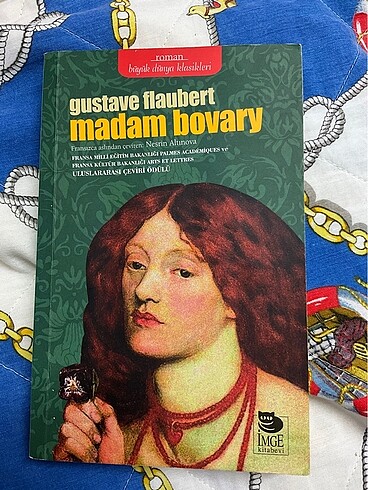 roman
büyük dünya klasikleri
gustave flaubert
madam bovary
Fransızca aslından çeviren: Nesrin Altınova
FRANSA MİLLİ EĞİTİM BAKANLIĞI PALMES ACADÉMIQUES ve
FRANSA KÜLTÜR BAKANLIĞI ARTS ET LETTRES
ULUSLARARASI ÇEVİRİ ÖDÜLÜ
İMGE
kitabevi